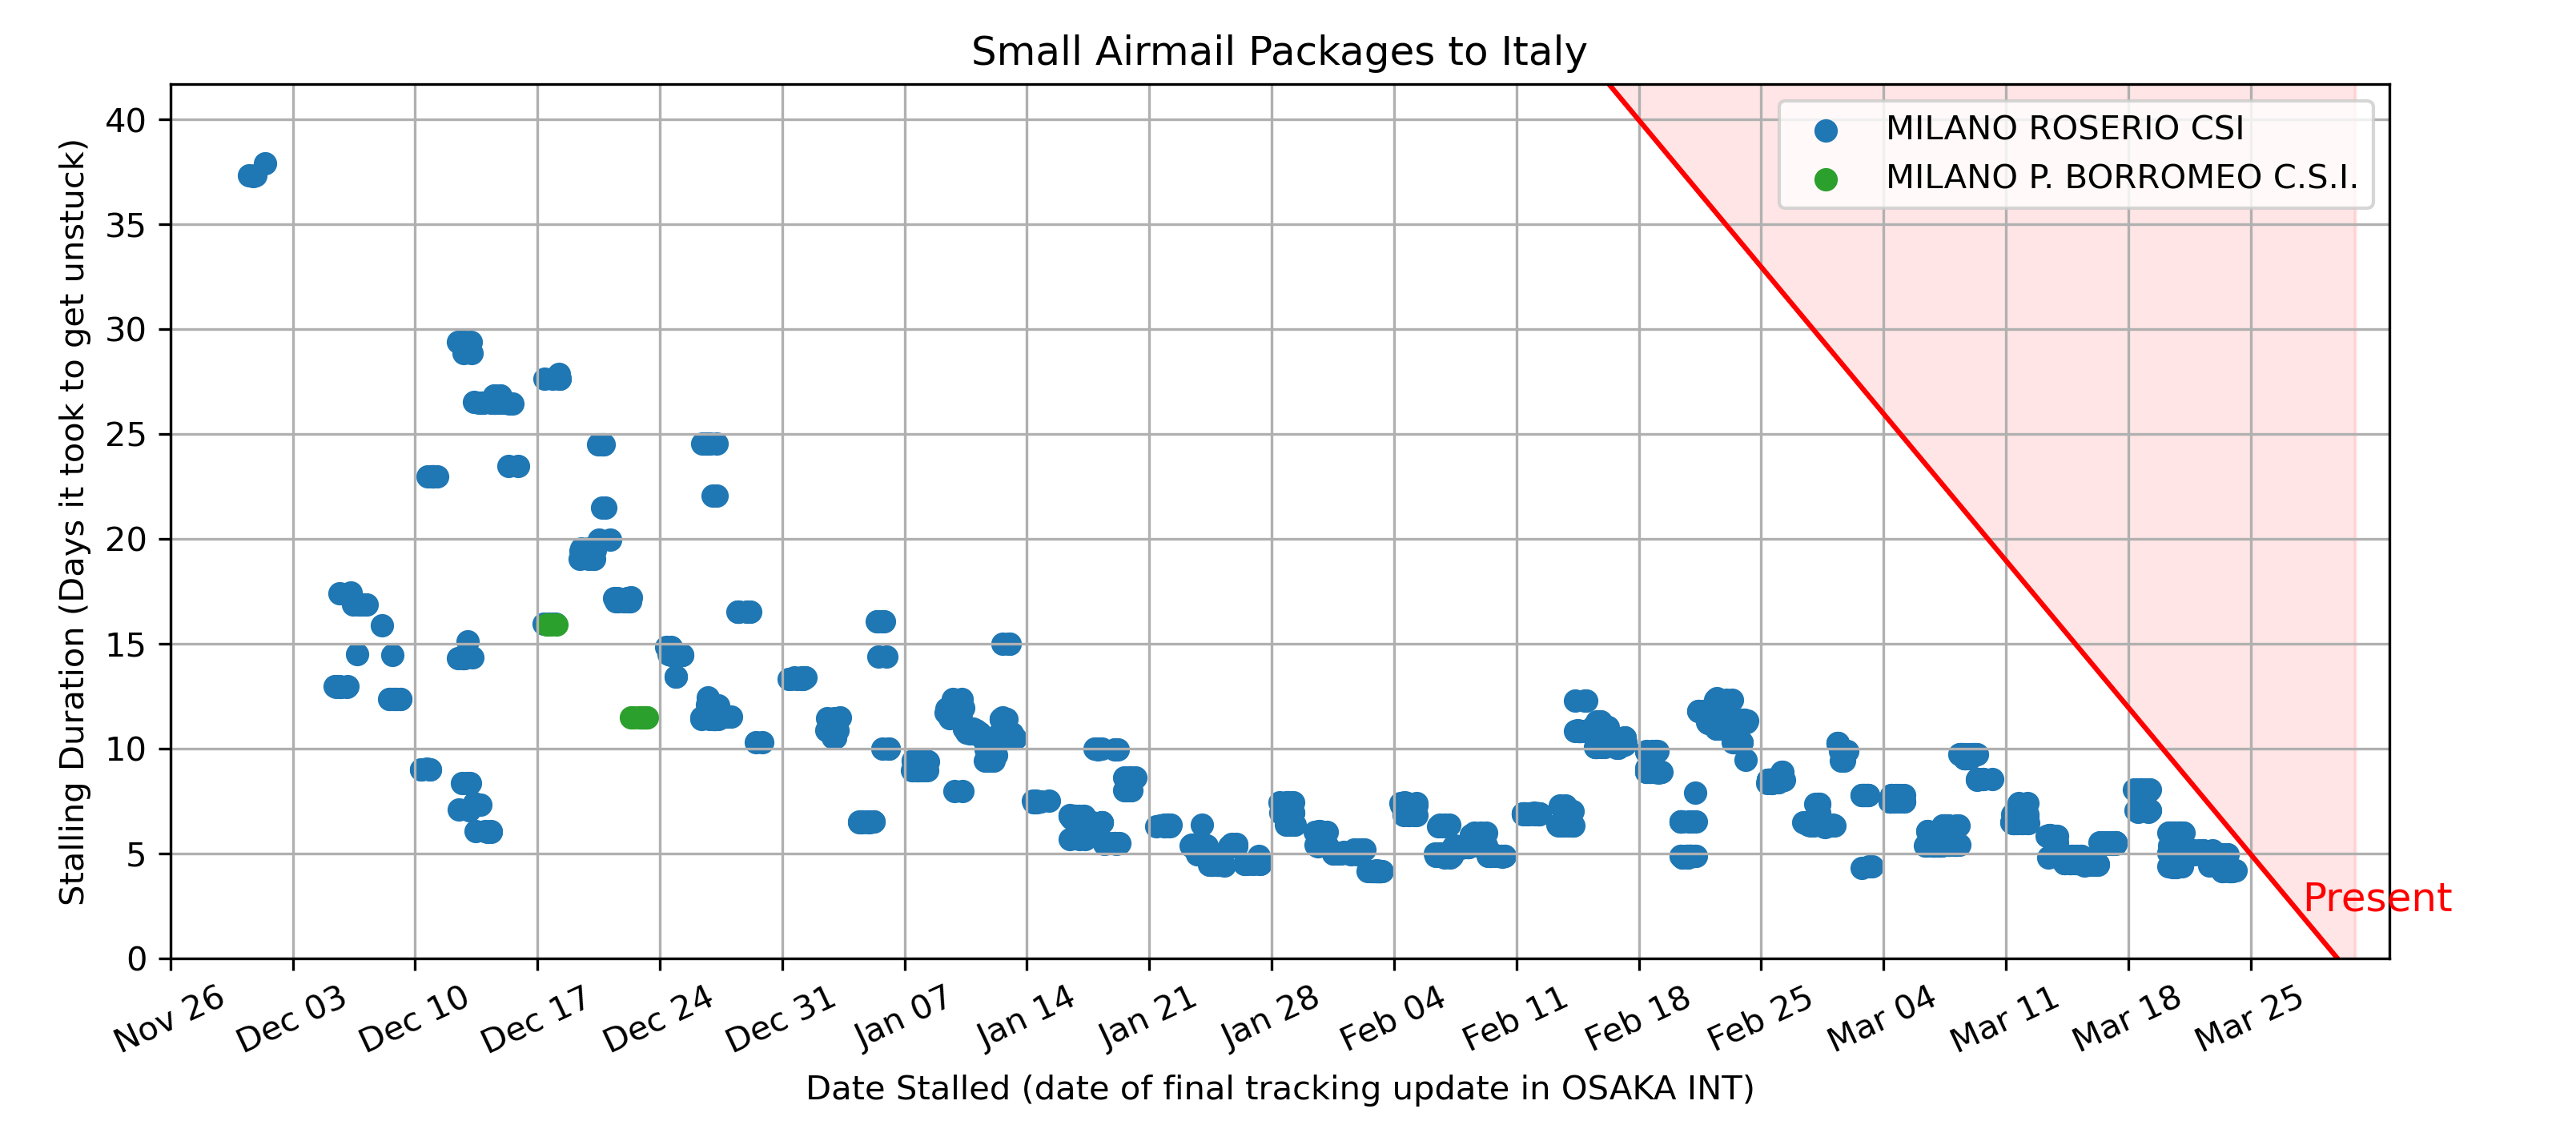 Small Airmail Packages to Italy
MILANO ROSERIO CSI
MILANO P. BORROMEO C.S.I.
Stalling Duration (Days it took to get unstuck)
40
35
30
25
20
15
10
5
0
Present
Nov 26
Dec 03
Dec 10
Dec 17
Dec 24
Dec 31
Jan 07
Jan 14
Jan 21
Jan 28
Feb 04
Feb 11
Feb 18
Feb 25
Mar 04
Mar 11
Mar 18
Mar 25
Date Stalled (date of final tracking update in OSAKA INT)